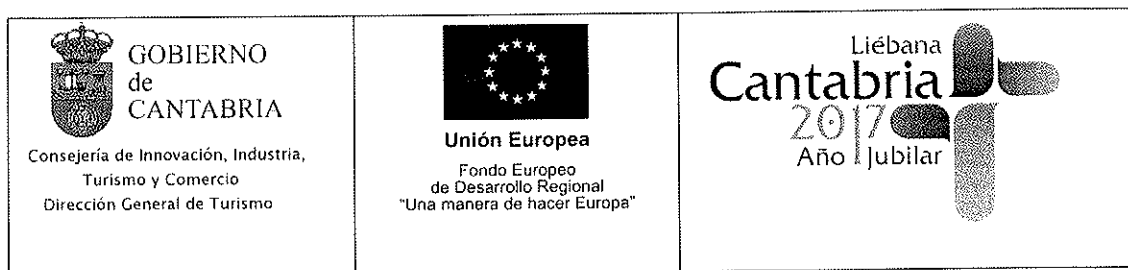 GOBIERNO
de
CANTABRIA
Consejería de Innovación, Industria,
Turismo y Comercio
Dirección General de Turismo
Unión Europea
Fondo Europeo
de Desarrollo Regional
"Una manera de hacer Europa"
Liébana
Cantabria
2017
Año Jubilar